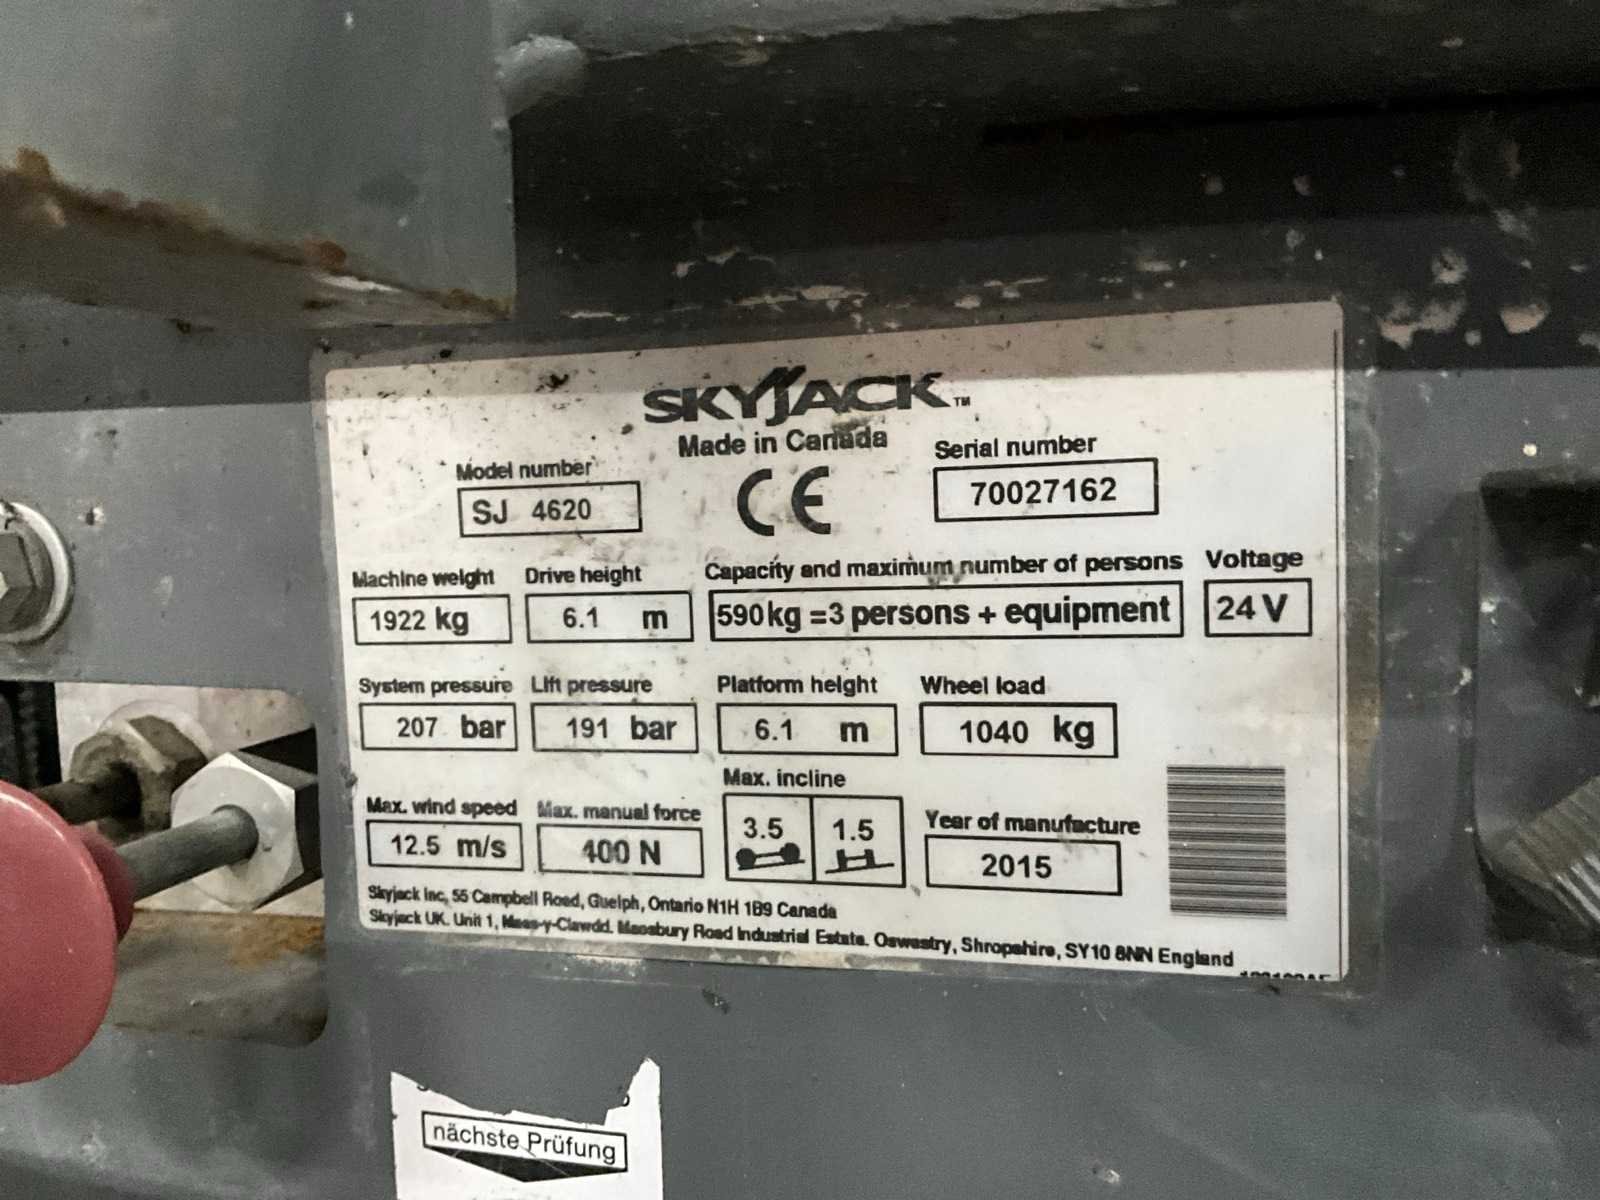 SKYJACK™
Made in Canada
Model number
SJ 4620
CE
Serial number
70027162
Machine weight
1922 kg
Drive height
6.1 m
Capacity and maximum number of persons
590kg =3 persons + equipment
Voltage
24 V
System pressure
207 bar
Lift pressure
191 bar
Platform height
6.1 m
Wheel load
1040 kg
Max. wind speed
12.5 m/s
Max. manual force
400 N
Max. incline
3.5 1.5
Year of manufacture
2015
Skyjack Inc, 55 Campbell Road, Guelph, Ontario N1H 1B9 Canada
Skyjack UK. Unit 1, Maes-y-Clawdd. Maesbury Road Industrial Estate. Oswestry, Shropshire, SY10 8NN England
nächste Prüfung